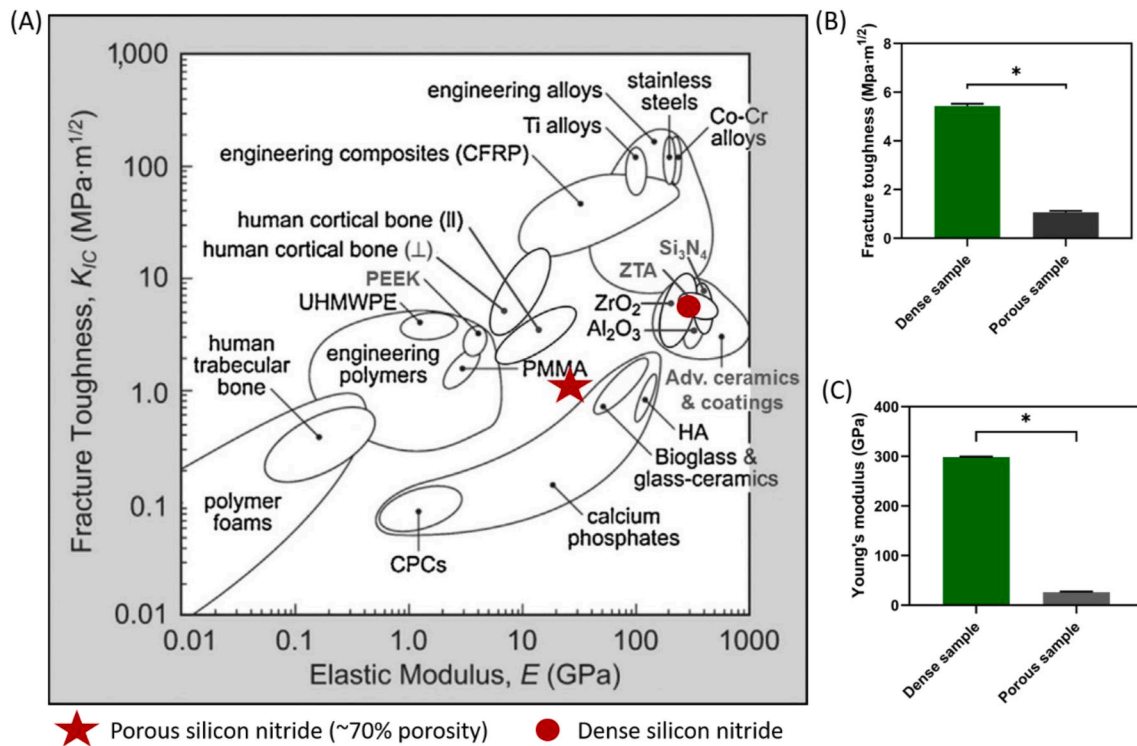 (A)
1,000
100
10
1.0
0.1
0.01
Fracture Toughness, K_IC (MPa·m^1/2)
0.01 0.1 1.0 10 100 1000
Elastic Modulus, E (GPa)
stainless
steels
engineering alloys
Co-Cr
alloys
Ti alloys
engineering composites (CFRP)
human cortical bone (II)
human cortical bone (⊥)
Si₃N₄
ZTA
PEEK
UHMWPE
ZrO₂
Al₂O₃
human
trabecular
bone
engineering
polymers
PMMA
Adv. ceramics
& coatings
HA
Bioglass &
glass-ceramics
polymer
foams
calcium
phosphates
CPCs
Porous silicon nitride (~70% porosity)
Dense silicon nitride
(B)
Fracture toughness (Mpa·m^1/2)
8
6
4
2
0
*
Dense sample
Porous sample
(C)
Young's modulus (GPa)
400
300
200
100
0
*
Dense sample
Porous sample